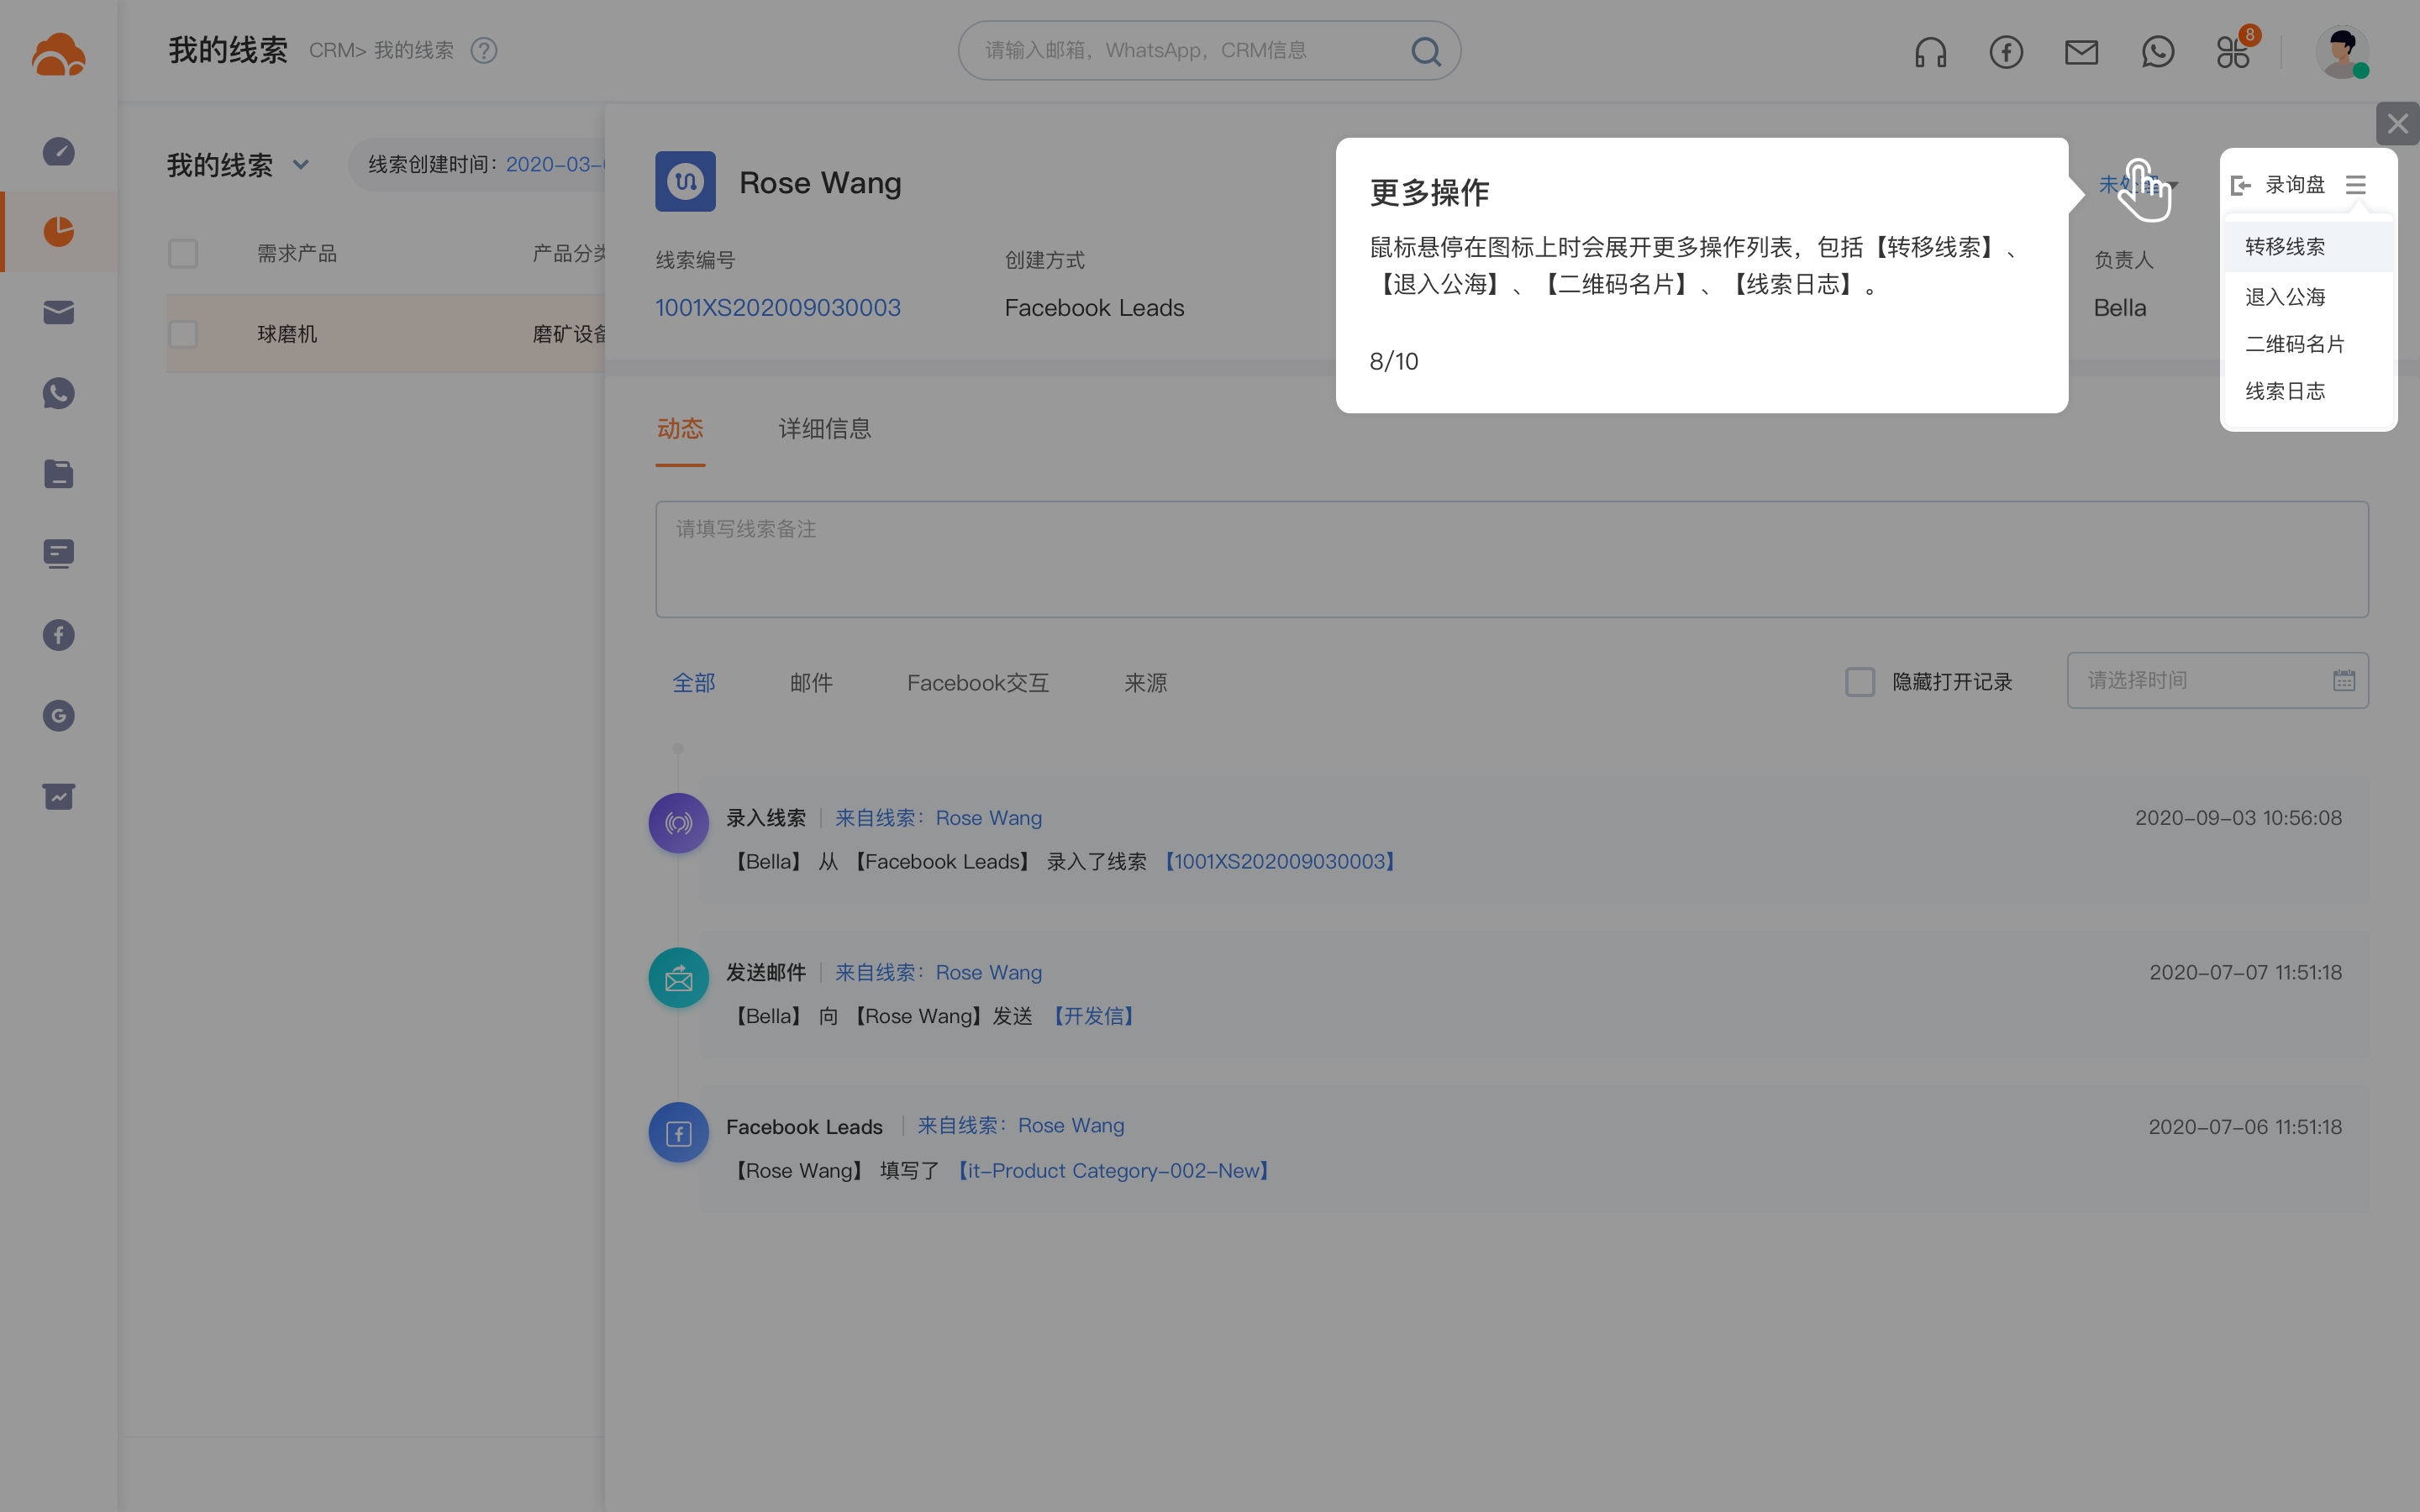 我的线索
CRM> 我的线索
请输入邮箱，WhatsApp，CRM信息
8
我的线索
线索创建时间：2020-03-
需求产品
产品分类
球磨机
磨矿设备
Rose Wang
线索编号
创建方式
1001XS202009030003
Facebook Leads
更多操作
鼠标悬停在图标上时会展开更多操作列表，包括【转移线索】、
【退入公海】、【二维码名片】、【线索日志】。
8/10
未处理
负责人
Bella
录询盘
转移线索
退入公海
二维码名片
线索日志
动态
详细信息
请填写线索备注
全部
邮件
Facebook交互
来源
隐藏打开记录
请选择时间
录入线索
来自线索：Rose Wang
2020-09-03 10:56:08
【Bella】 从 【Facebook Leads】 录入了线索 【1001XS202009030003】
发送邮件
来自线索：Rose Wang
2020-07-07 11:51:18
【Bella】 向 【Rose Wang】发送 【开发信】
Facebook Leads
来自线索：Rose Wang
2020-07-06 11:51:18
【Rose Wang】 填写了 【it-Product Category-002-New】